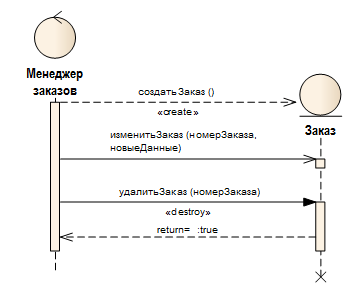 Менеджер
заказов
создатьЗаказ ()
«create»
Заказ
изменитьЗаказ (номерЗаказа,
новыеДанные)
удалитьЗаказ (номерЗаказа)
«destroy»
return= :true